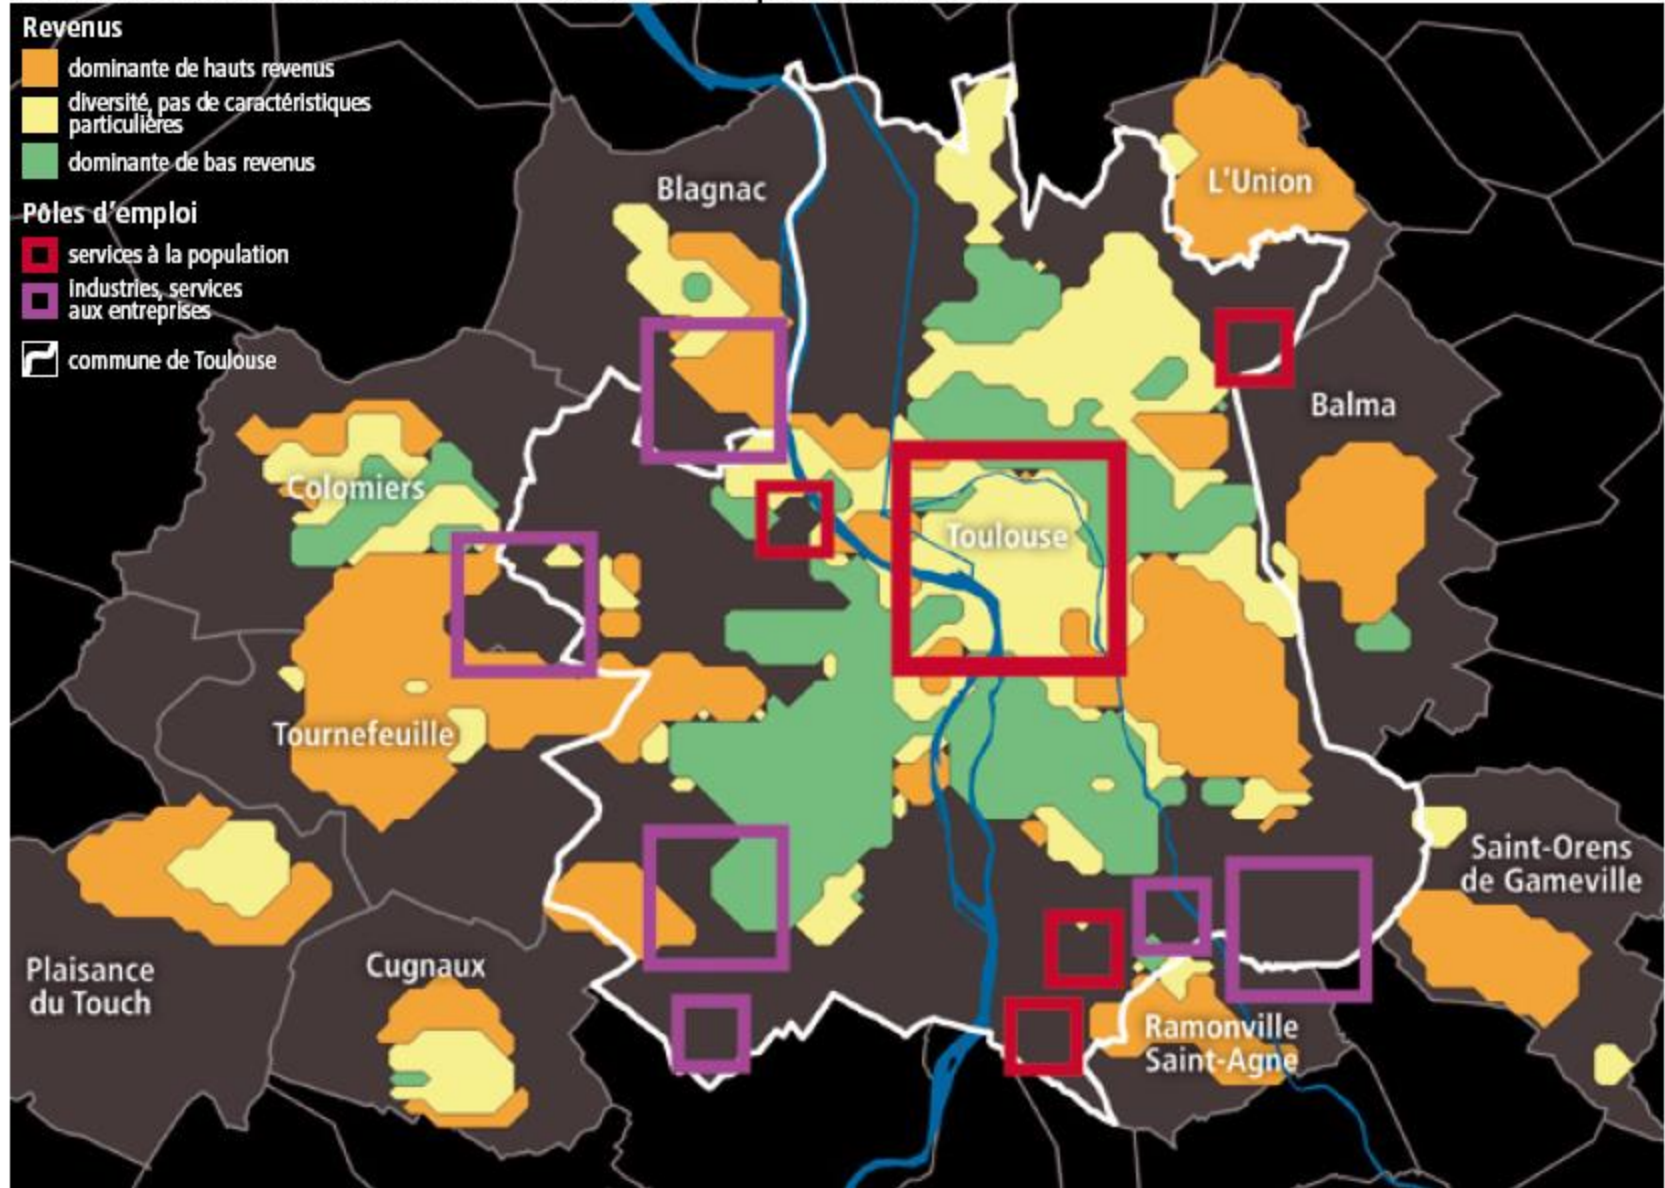 Revenus
dominante de hauts revenus
diversité, pas de caractéristiques
particulières
dominante de bas revenus
Pôles d'emploi
services à la population
industries, services
aux entreprises
commune de Toulouse
Blagnac
L'Union
Balma
Colomiers
Toulouse
Tournefeuille
Saint-Orens
de Gameville
Plaisance
du Touch
Cugnaux
Ramonville
Saint-Agne